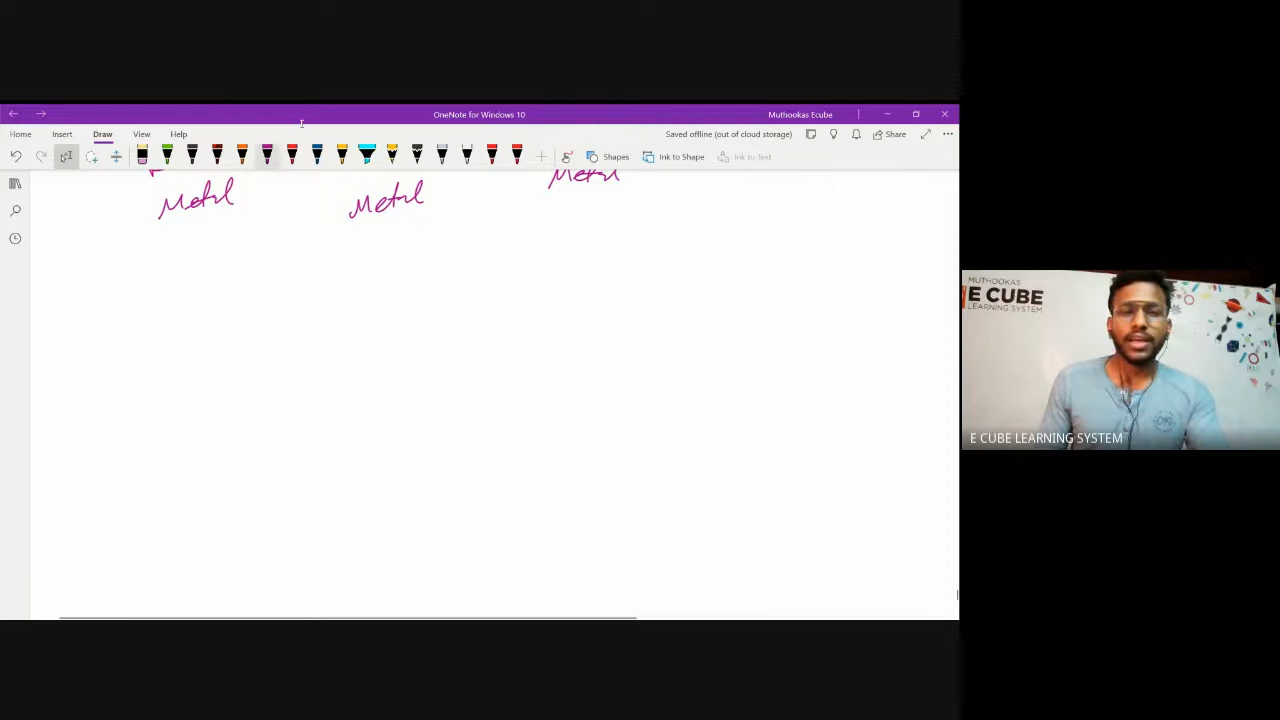 OneNote for Windows 10
Muthookas Ecube
Home Insert Draw View Help
Saved offline (out of cloud storage)
Share
Shapes
Ink to Shape
Ink to Text
Metal
Metal
Metal
MUTHOOKAS
E CUBE
LEARNING SYSTEM
E CUBE LEARNING SYSTEM